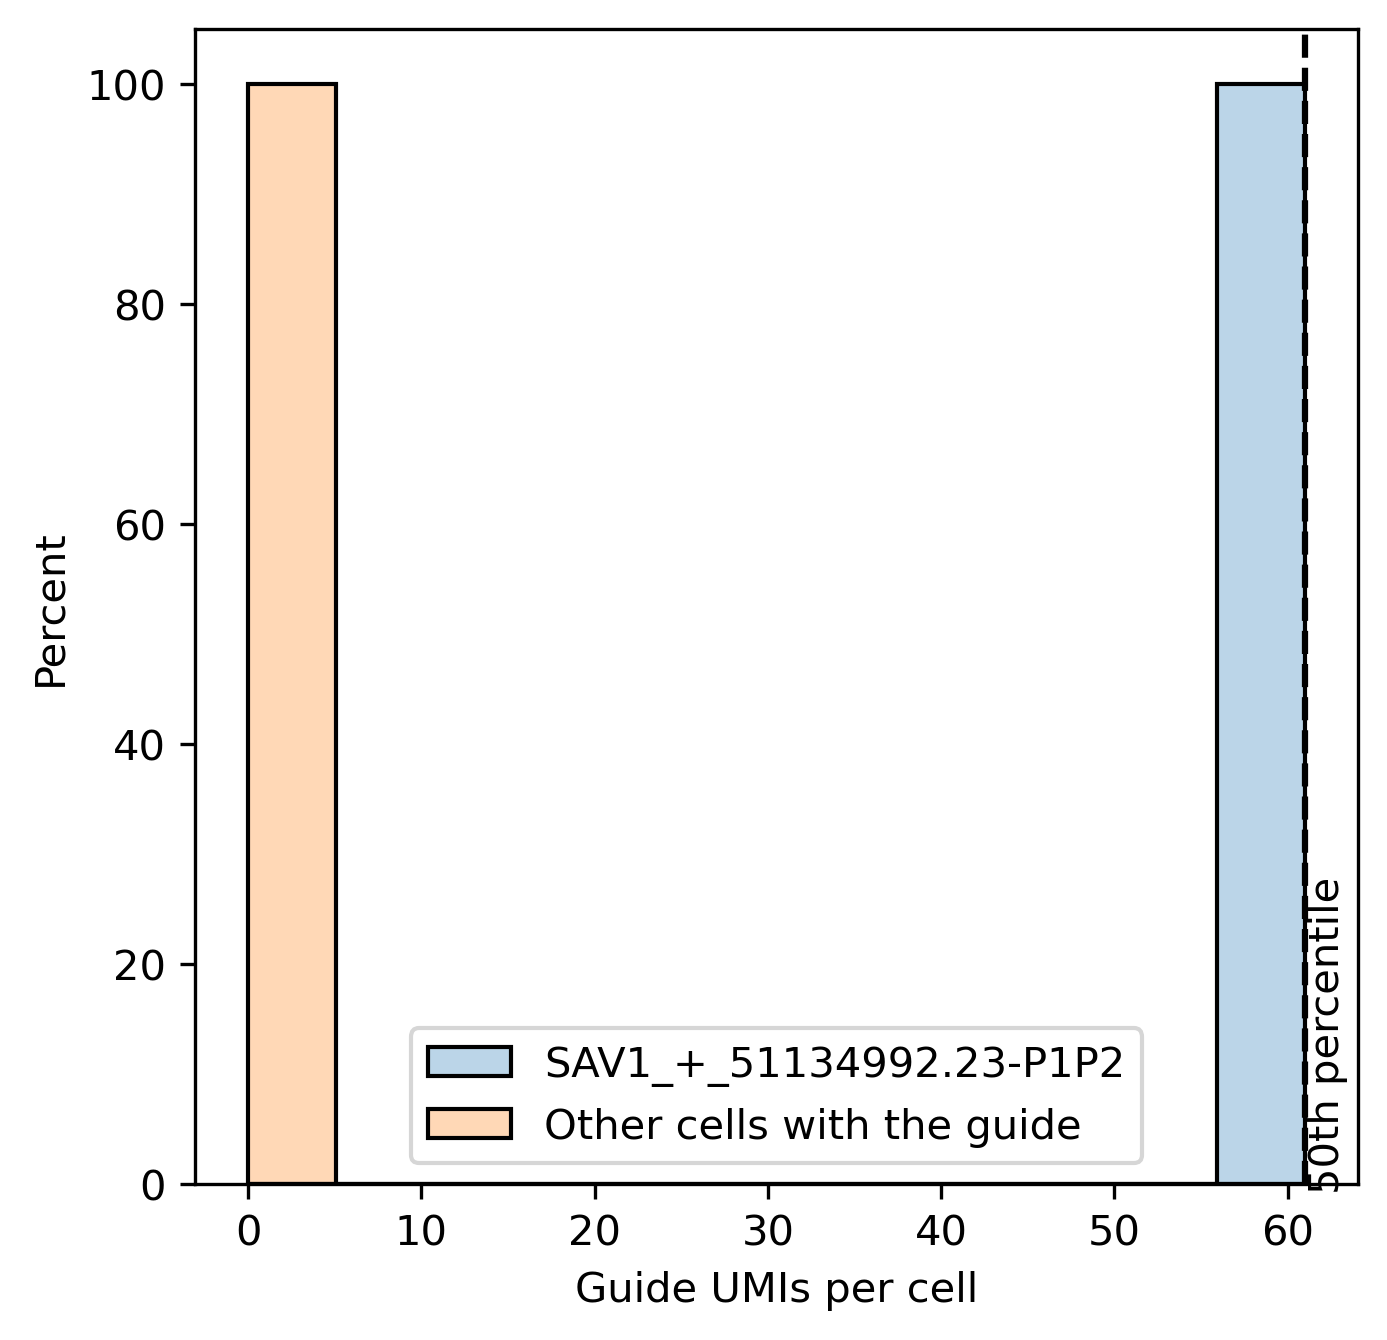 100
80
60
40
20
0
Percent
50th percentile
SAV1_+_51134992.23-P1P2
Other cells with the guide
0 10 20 30 40 50 60
Guide UMIs per cell